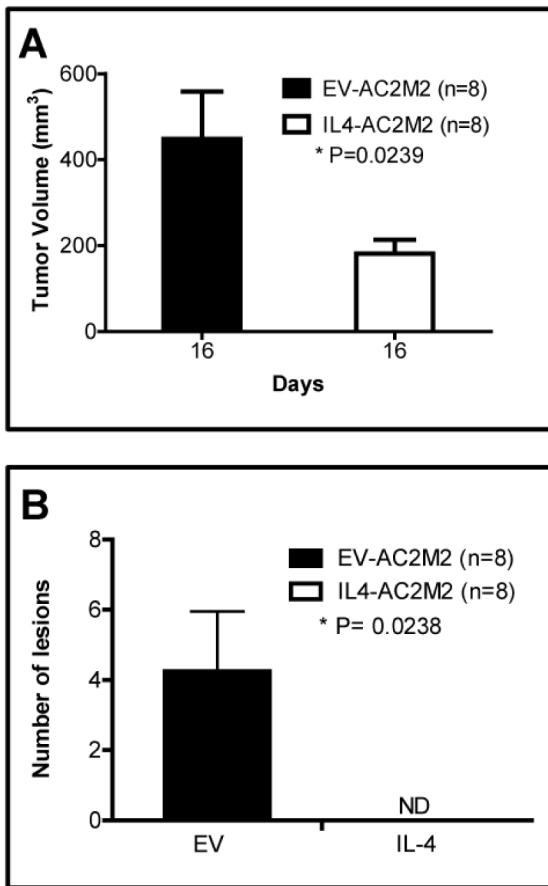 A
Tumor Volume (mm³)
600
400
200
0
EV-AC2M2 (n=8)
IL4-AC2M2 (n=8)
* P=0.0239
16
16
Days
B
Number of lesions
8
6
4
2
0
EV-AC2M2 (n=8)
IL4-AC2M2 (n=8)
* P= 0.0238
ND
EV
IL-4